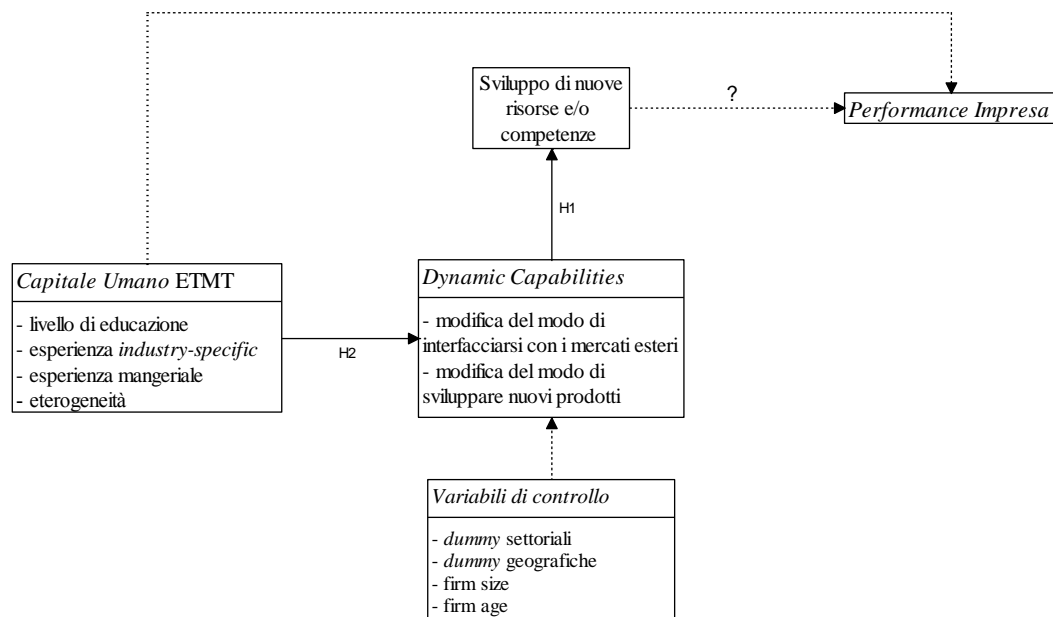 Sviluppo di nuove
risorse e/o
competenze
?
Performance Impresa
H1
Capitale Umano ETMT
- livello di educazione
- esperienza industry-specific
- esperienza mangeriale
- eterogeneità
H2
Dynamic Capabilities
- modifica del modo di
interfacciarsi con i mercati esteri
- modifica del modo di
sviluppare nuovi prodotti
Variabili di controllo
- dummy settoriali
- dummy geografiche
- firm size
- firm age